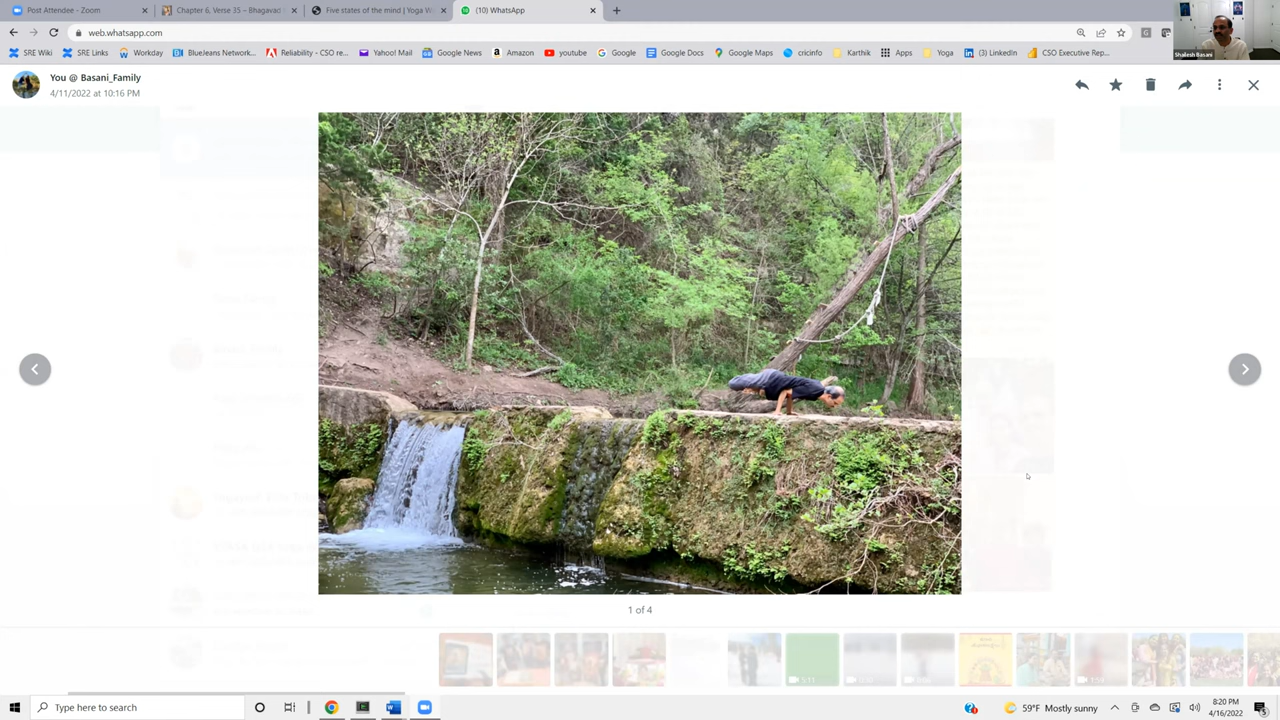 Post Attendee - Zoom
Chapter 6, Verse 35 – Bhagavad
Five states of the mind | Yoga W
(10) WhatsApp
web.whatsapp.com
SRE Wiki
SRE Links
Workday
BlueJeans Network...
Reliability - CSO re...
Yahoo! Mail
Google News
Amazon
youtube
Google
Google Docs
Google Maps
cricinfo
Karthik
Apps
Yoga
(3) LinkedIn
CSO Executive Rep...
Shailesh Basani
You @ Basani_Family
4/11/2022 at 10:16 PM
1 of 4
Type here to search
59°F Mostly sunny
8:20 PM
4/16/2022